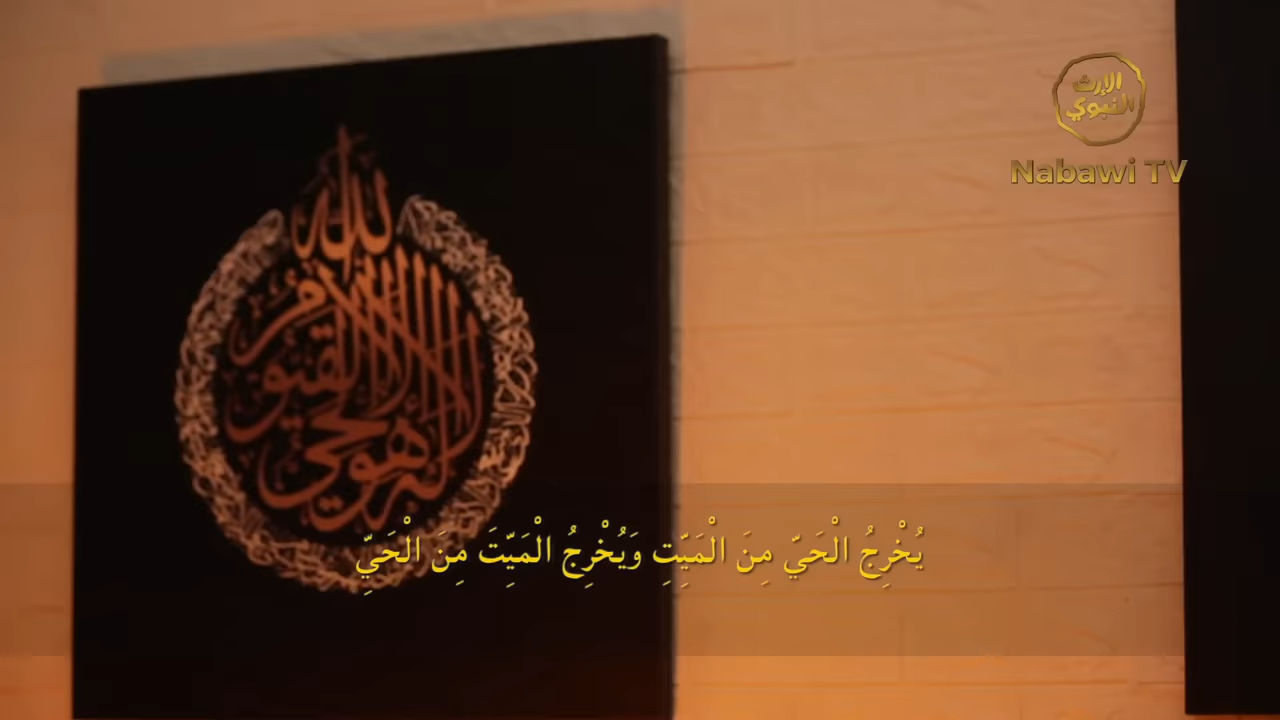 الإرث
النبوي
Nabawi TV
الله لا إله إلا هو الحي القيوم
يُخْرِجُ الْحَيّ مِنَ الْمَيِّتِ وَيُخْرِجُ الْمَيِّتَ مِنَ الْحَيِّ